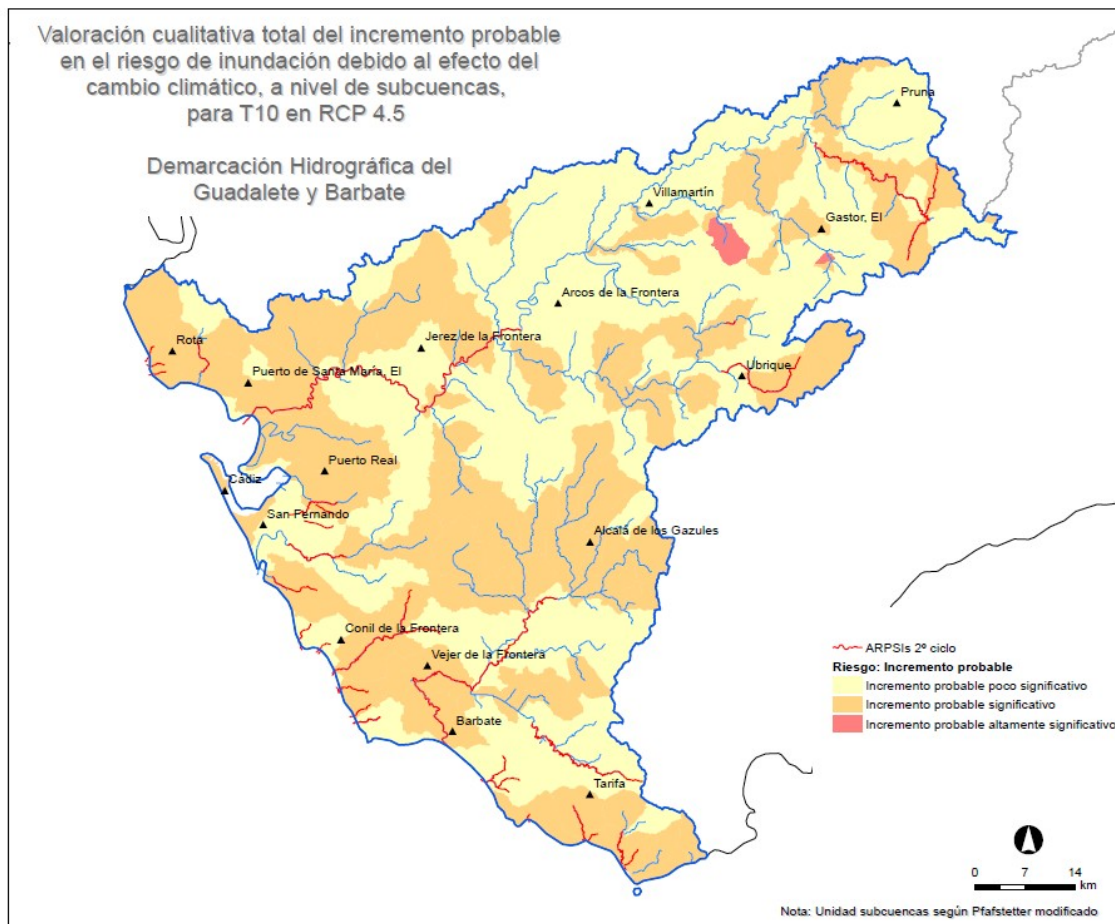 Valoración cualitativa total del incremento probable
en el riesgo de inundación debido al efecto del
cambio climático, a nivel de subcuencas,
para T10 en RCP 4.5
Demarcación Hidrográfica del
Guadalete y Barbate
Pruna
Villamartín
Gastor, El
Arcos de la Frontera
Jerez de la Frontera
Rota
Ubrique
Puerto de Santa María, El
Puerto Real
Cádiz
San Fernando
Alcalá de los Gazules
Conil de la Frontera
Vejer de la Frontera
Barbate
Tarifa
ARPSIs 2º ciclo
Riesgo: Incremento probable
Incremento probable poco significativo
Incremento probable significativo
Incremento probable altamente significativo
0 7 14
km
Nota: Unidad subcuencas según Pfafstetter modificado